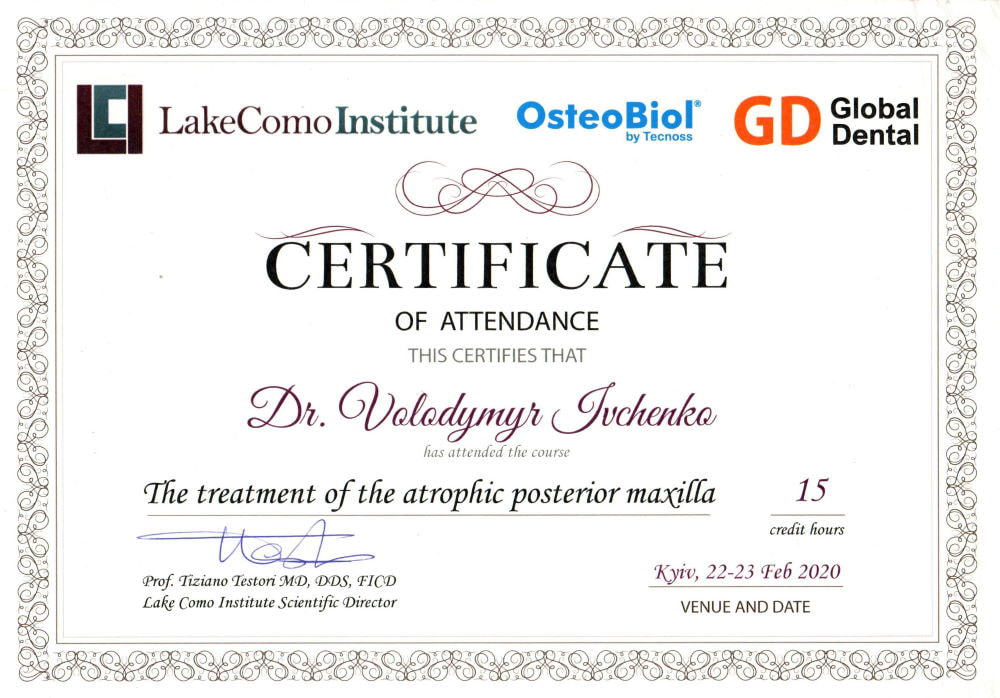 LCI LakeComoInstitute
OsteoBiol®
by Tecnoss
GD Global
Dental
CERTIFICATE
OF ATTENDANCE
THIS CERTIFIES THAT
Dr. Volodymyr Ivchenko
has attended the course
The treatment of the atrophic posterior maxilla
15
credit hours
Prof. Tiziano Testori MD, DDS, FICD
Lake Como Institute Scientific Director
Kyiv, 22-23 Feb 2020
VENUE AND DATE